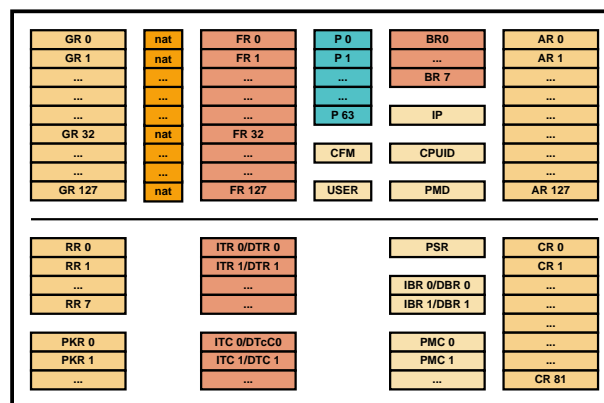 GR 0 nat FR 0 P 0 BR0 AR 0
GR 1 nat FR 1 P 1 ... AR 1
... ... ... ... BR 7 ...
... ... ... ... ...
... ... ... P 63 IP ...
GR 32 nat FR 32 ...
... ... ... CFM CPUID ...
... ... ... ...
GR 127 nat FR 127 USER PMD AR 127
RR 0 ITR 0/DTR 0 PSR CR 0
RR 1 ITR 1/DTR 1 CR 1
... ... IBR 0/DBR 0 ...
RR 7 ... IBR 1/DBR 1 ...
...
PKR 0 ITC 0/DTcC0 PMC 0 ...
PKR 1 ITC 1/DTC 1 PMC 1 ...
... ... ... CR 81